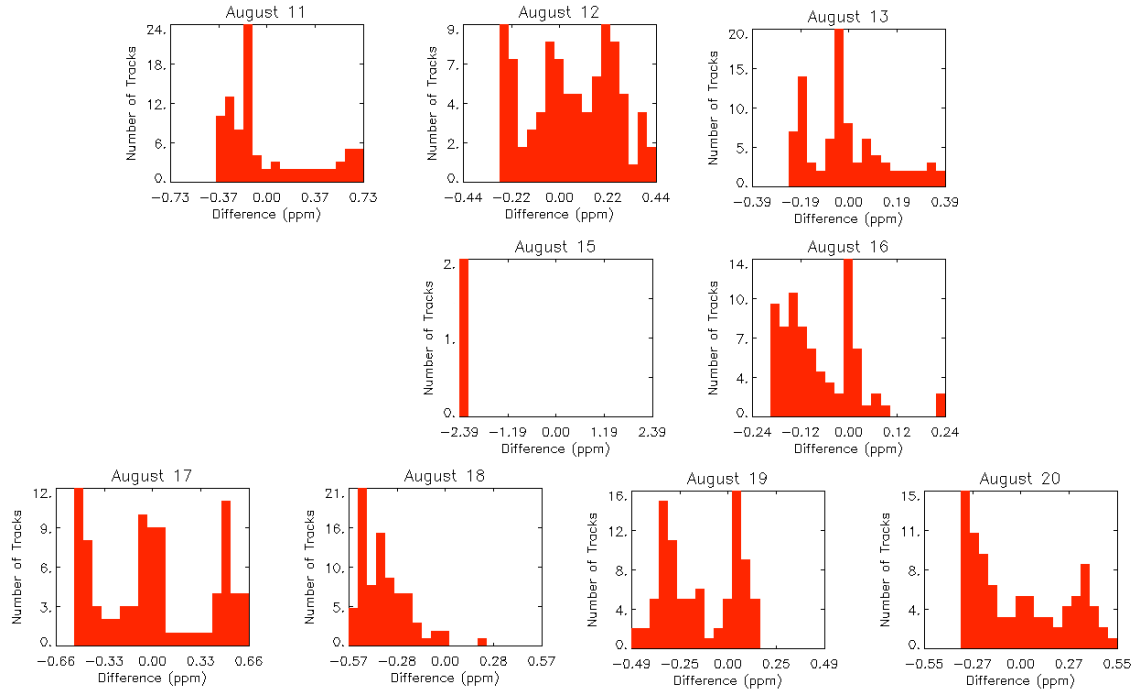 August 11
Number of Tracks
24.
18.
12.
6.
0.
−0.73 −0.37 0.00 0.37 0.73
Difference (ppm)
August 12
Number of Tracks
9.
7.
4.
2.
0.
−0.44 −0.22 0.00 0.22 0.44
Difference (ppm)
August 13
Number of Tracks
20.
15.
10.
5.
0.
−0.39 −0.19 0.00 0.19 0.39
Difference (ppm)
August 15
Number of Tracks
2.
1.
1.
0.
−2.39 −1.19 0.00 1.19 2.39
Difference (ppm)
August 16
Number of Tracks
14.
10.
7.
4.
0.
−0.24 −0.12 0.00 0.12 0.24
Difference (ppm)
August 17
Number of Tracks
12.
9.
6.
3.
0.
−0.66 −0.33 0.00 0.33 0.66
Difference (ppm)
August 18
Number of Tracks
21.
15.
10.
5.
0.
−0.57 −0.28 0.00 0.28 0.57
Difference (ppm)
August 19
Number of Tracks
16.
12.
8.
4.
0.
−0.49 −0.25 0.00 0.25 0.49
Difference (ppm)
August 20
Number of Tracks
15.
11.
8.
4.
0.
−0.55 −0.27 0.00 0.27 0.55
Difference (ppm)